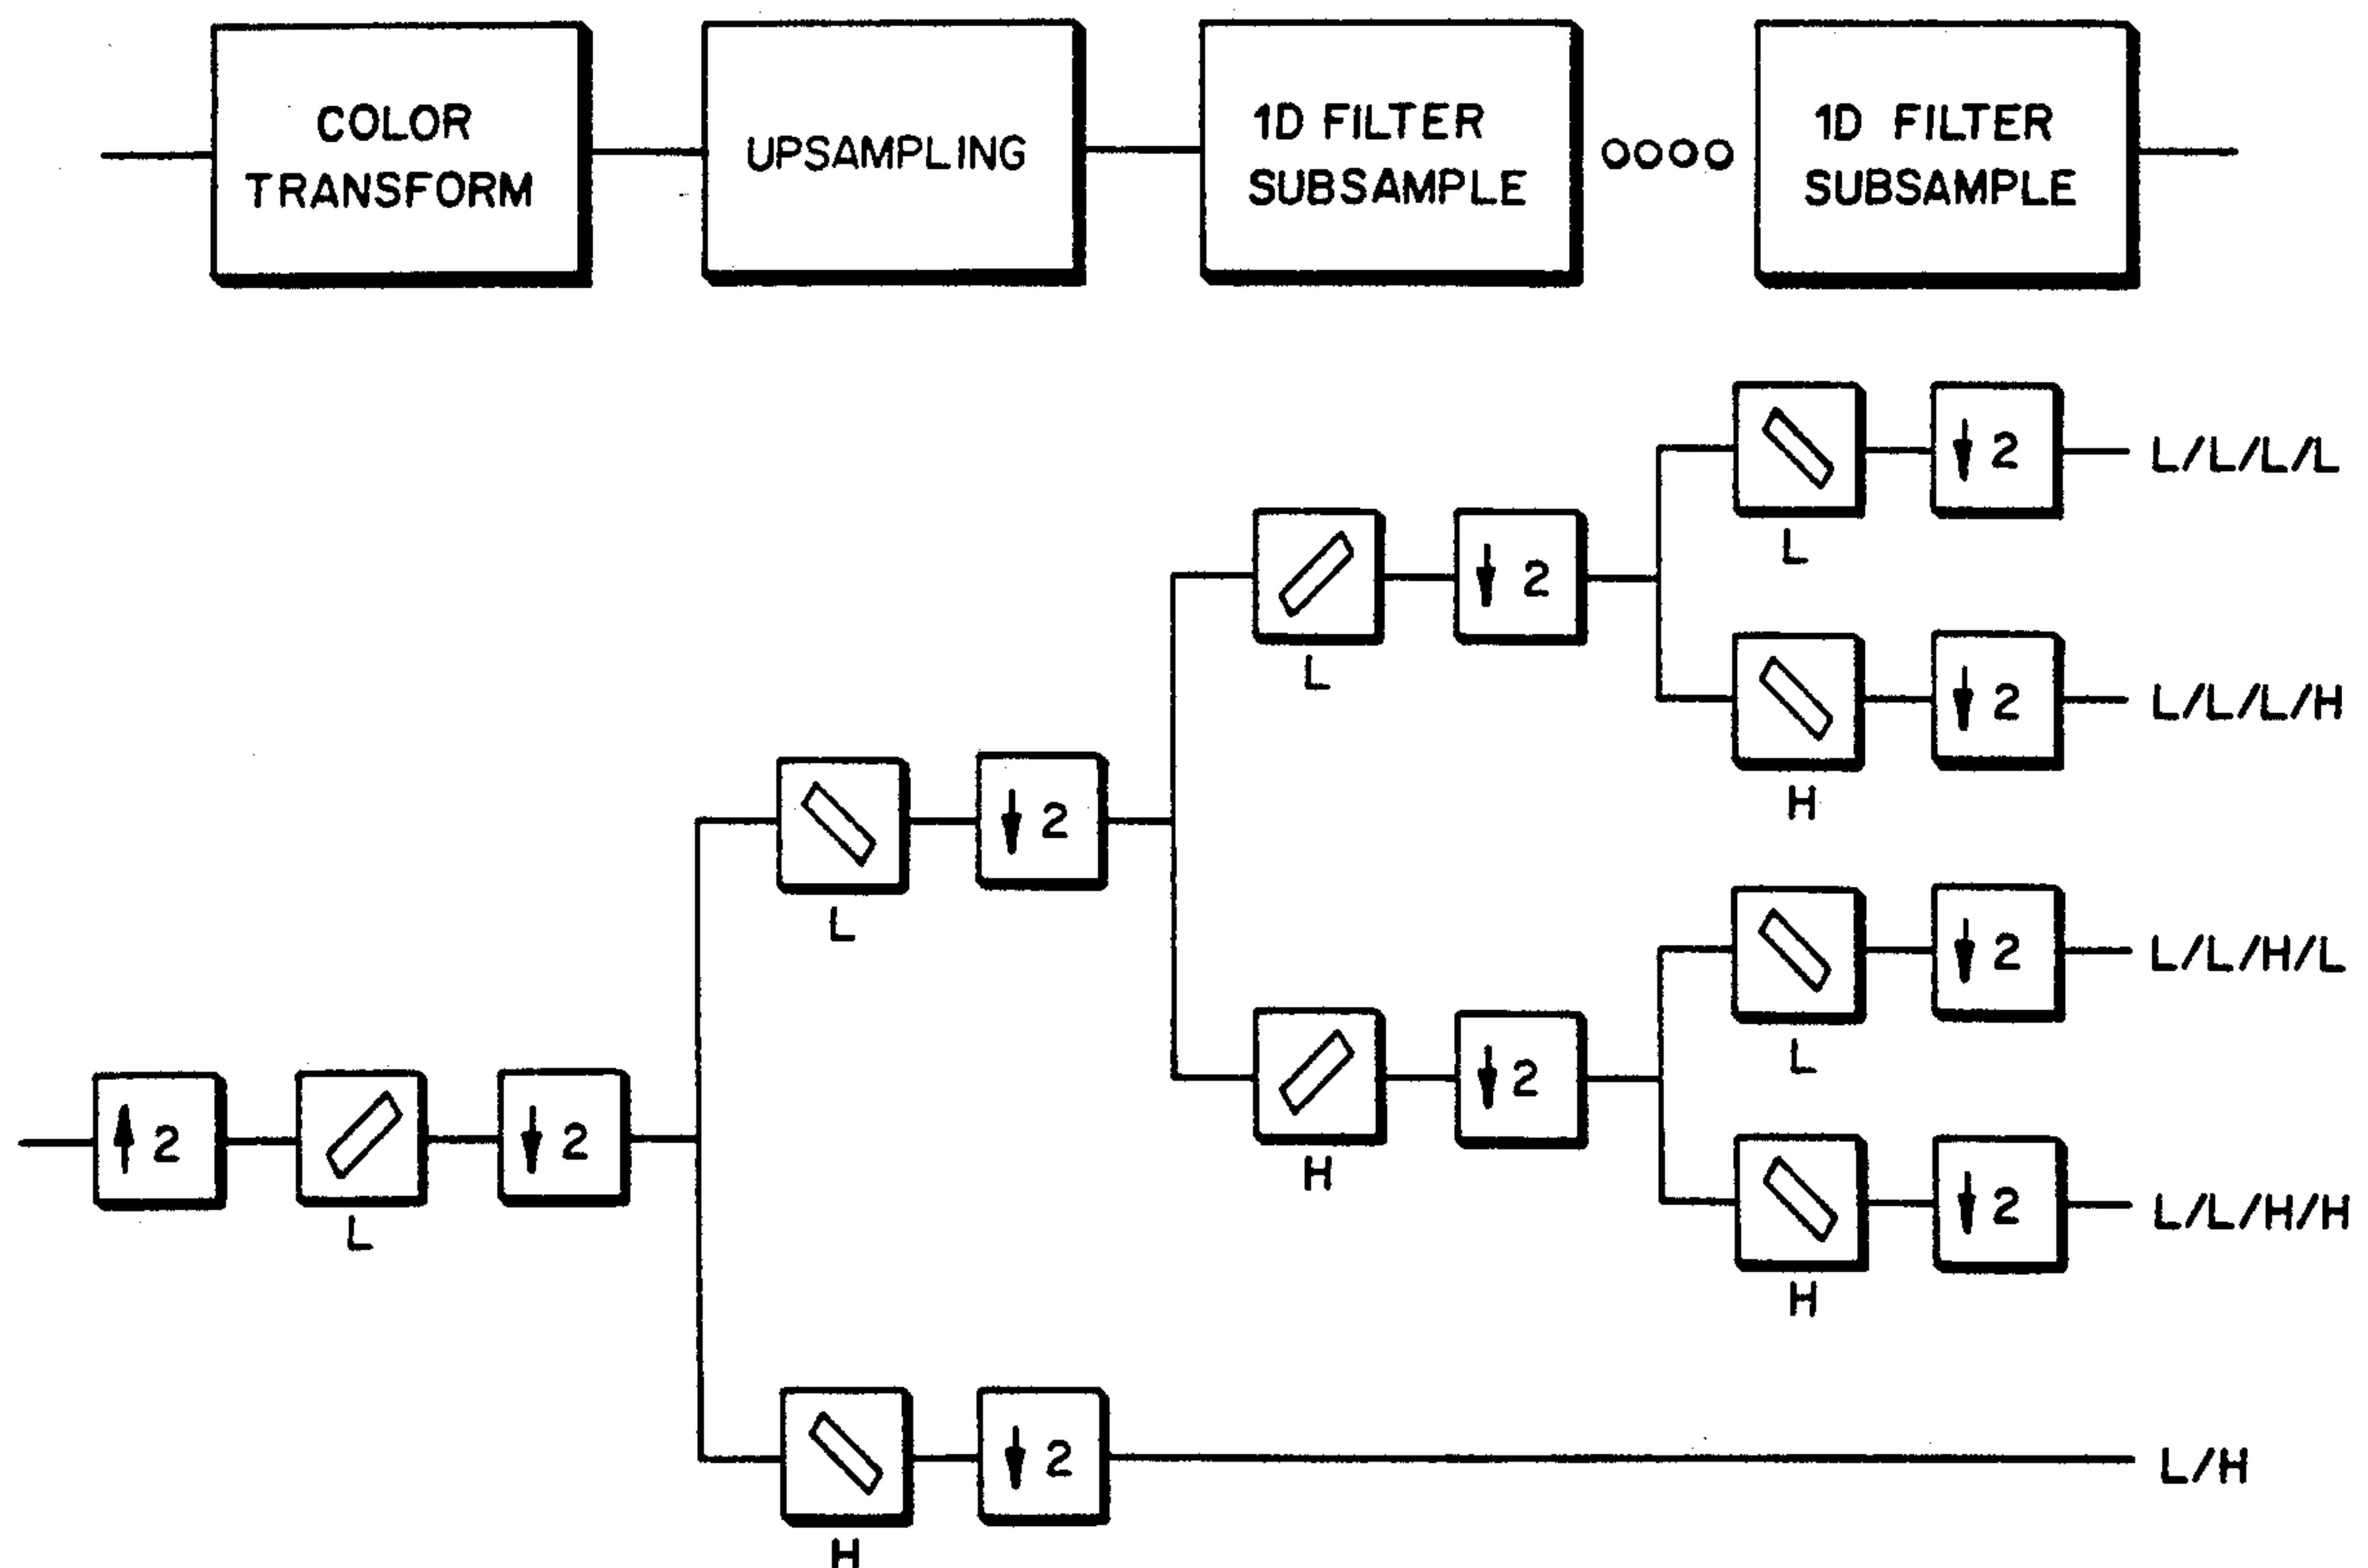 COLOR
TRANSFORM
UPSAMPLING
1D FILTER
SUBSAMPLE
oooo
1D FILTER
SUBSAMPLE
↓ 2
L/L/L/L
L
↓ 2
L
↓ 2
L/L/L/H
H
↓ 2
L
↓ 2
L/L/H/L
L
↓ 2
H
↑ 2
L
↓ 2
↓ 2
L/L/H/H
H
↓ 2
L/H
H